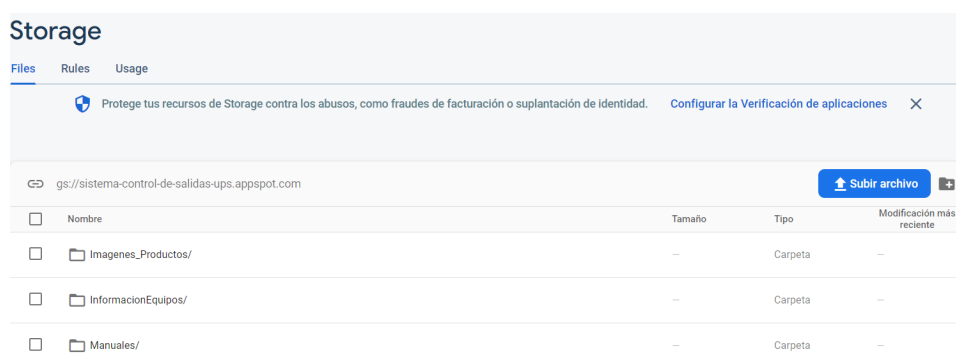 Storage
Files Rules Usage
Protege tus recursos de Storage contra los abusos, como fraudes de facturación o suplantación de identidad. Configurar la Verificación de aplicaciones
gs://sistema-control-de-salidas-ups.appspot.com Subir archivo
Nombre Tamaño Tipo Modificación más
reciente
Imagenes_Productos/ — Carpeta —
InformacionEquipos/ — Carpeta —
Manuales/ — Carpeta —